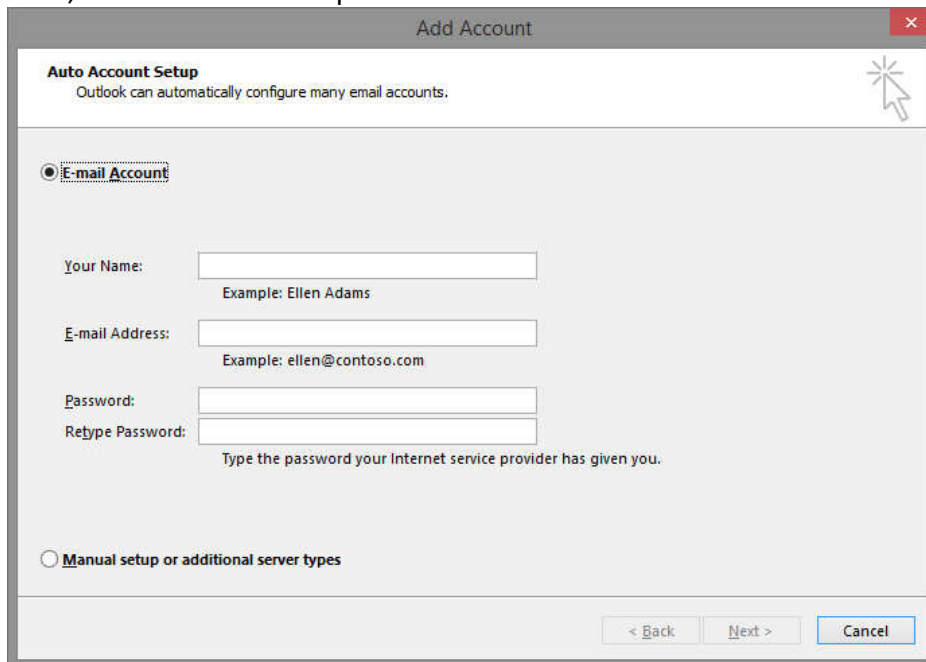 Add Account
Auto Account Setup
Outlook can automatically configure many email accounts.
E-mail Account
Your Name:
Example: Ellen Adams
E-mail Address:
Example: ellen@contoso.com
Password:
Retype Password:
Type the password your Internet service provider has given you.
Manual setup or additional server types
< Back Next > Cancel